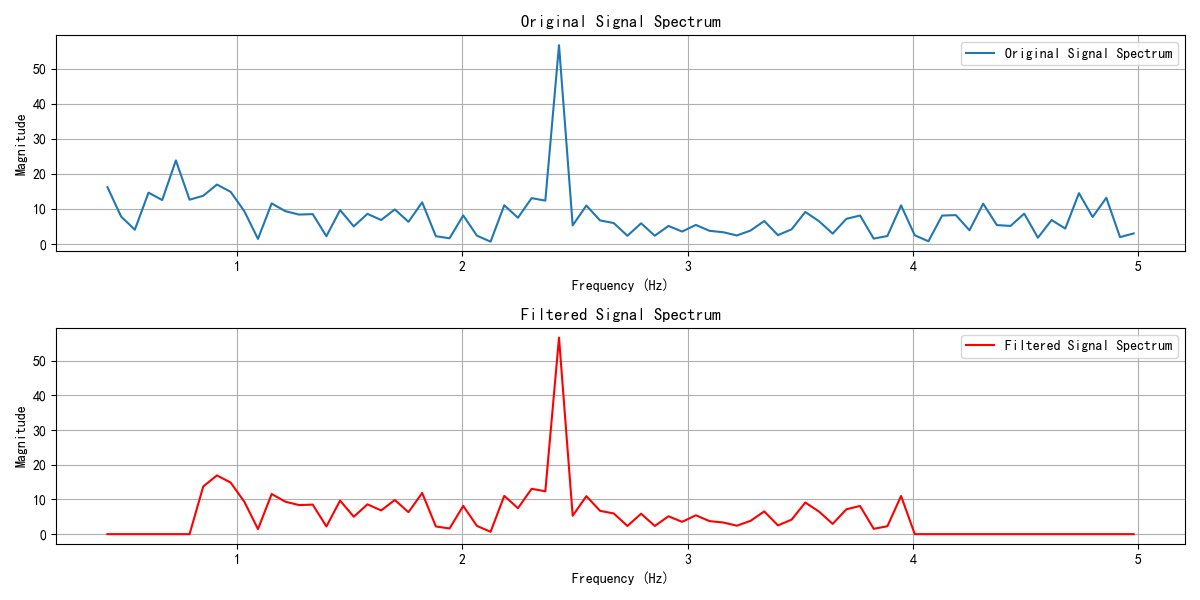 Original Signal Spectrum
Original Signal Spectrum
Magnitude
50
40
30
20
10
0
1 2 3 4 5
Frequency (Hz)
Filtered Signal Spectrum
Filtered Signal Spectrum
Magnitude
50
40
30
20
10
0
1 2 3 4 5
Frequency (Hz)